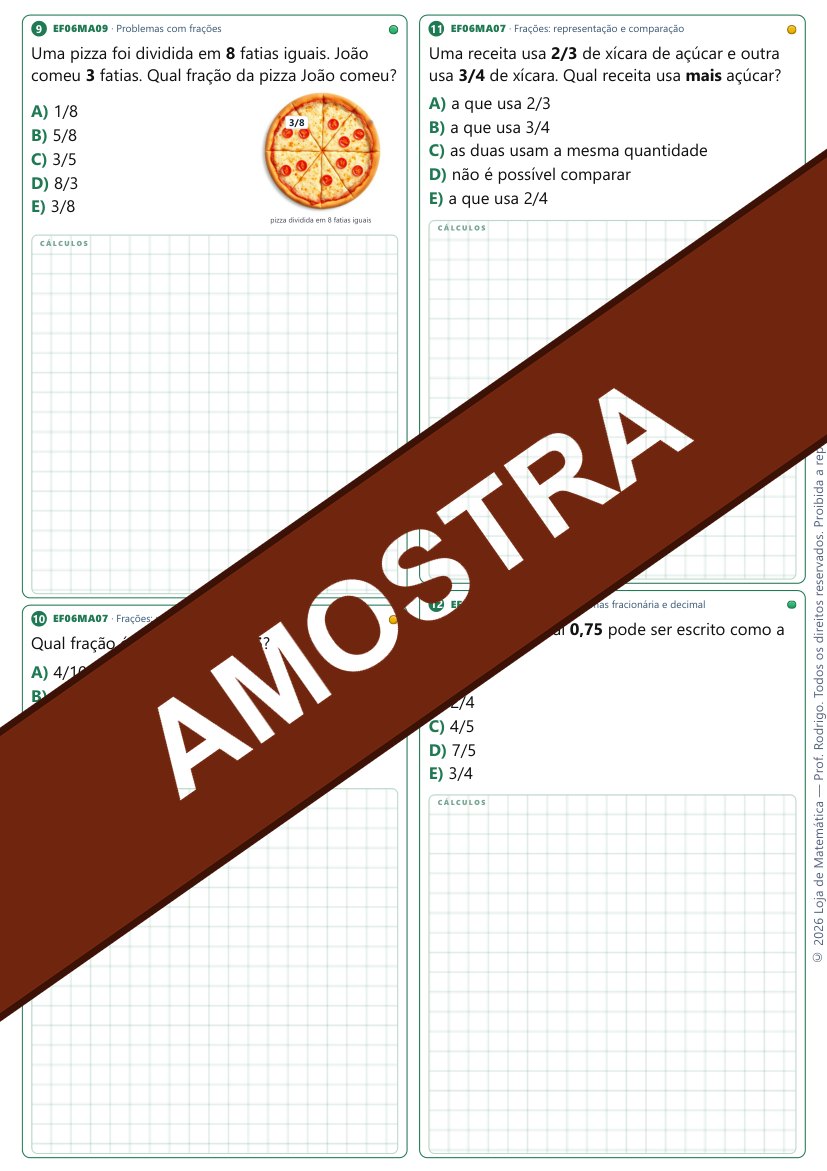 9 EF06MA09 · Problemas com frações
Uma pizza foi dividida em 8 fatias iguais. João
comeu 3 fatias. Qual fração da pizza João comeu?
A) 1/8
B) 5/8
C) 3/5
D) 8/3
E) 3/8
3/8
pizza dividida em 8 fatias iguais
CÁLCULOS
10 EF06MA07 · Frações:
Qual fração
A)
B)
11 EF06MA07 · Frações: representação e comparação
Uma receita usa 2/3 de xícara de açúcar e outra
usa 3/4 de xícara. Qual receita usa mais açúcar?
A) a que usa 2/3
B) a que usa 3/4
C) as duas usam a mesma quantidade
D) não é possível comparar
E) a que usa 2/4
CÁLCULOS
12 fracionária e decimal
0,75 pode ser escrito como a
2/4
C) 4/5
D) 7/5
E) 3/4
CÁLCULOS
AMOSTRA
© 2026 Loja de Matemática — Prof. Rodrigo. Todos os direitos reservados. Proibida a